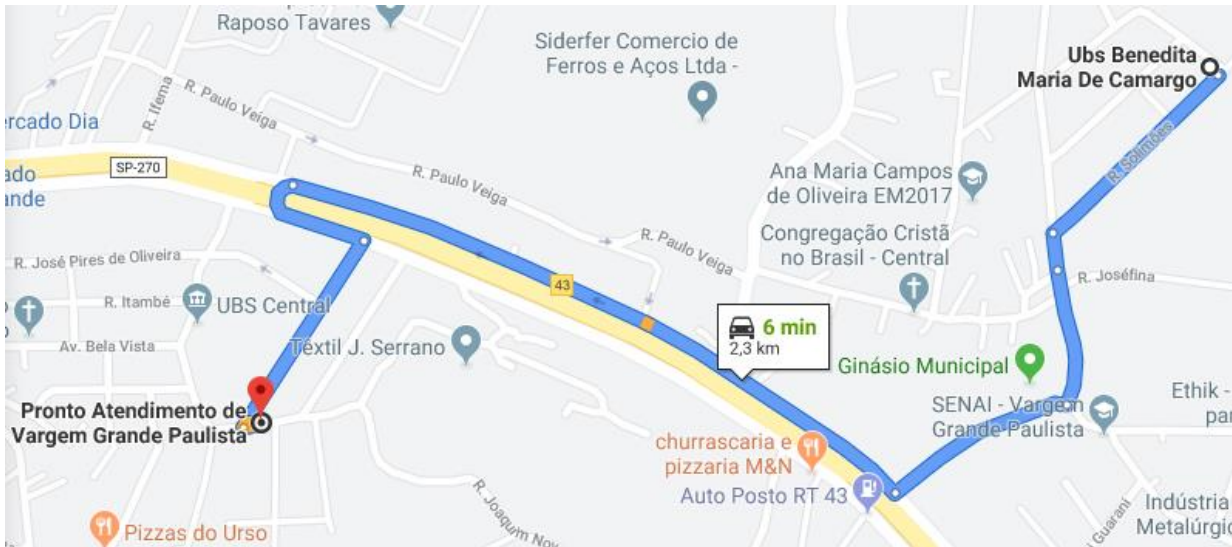 Raposo Tavares
Siderfer Comercio de
Ferros e Aços Ltda -
Ubs Benedita
Maria De Camargo
R. Ifema
R. Paulo Veiga
ercado Dia
SP-270
ado
ande
R. Paulo Veiga
Ana Maria Campos
de Oliveira EM2017
R. Solimões
R. Paulo Veiga
Congregação Cristã
no Brasil - Central
R. José Pires de Oliveira
R. Joséfina
43
R. Itambé
UBS Central
6 min
2,3 km
Av. Bela Vista
Têxtil J. Serrano
Ginásio Municipal
Pronto Atendimento de
Vargem Grande Paulista
SENAI - Vargem
Grande Paulista
Ethik -
par
churrascaria e
pizzaria M&N
Auto Posto RT 43
R. Joaquim Nov
Guarani
Indústria
Metalúrgic
Pizzas do Urso